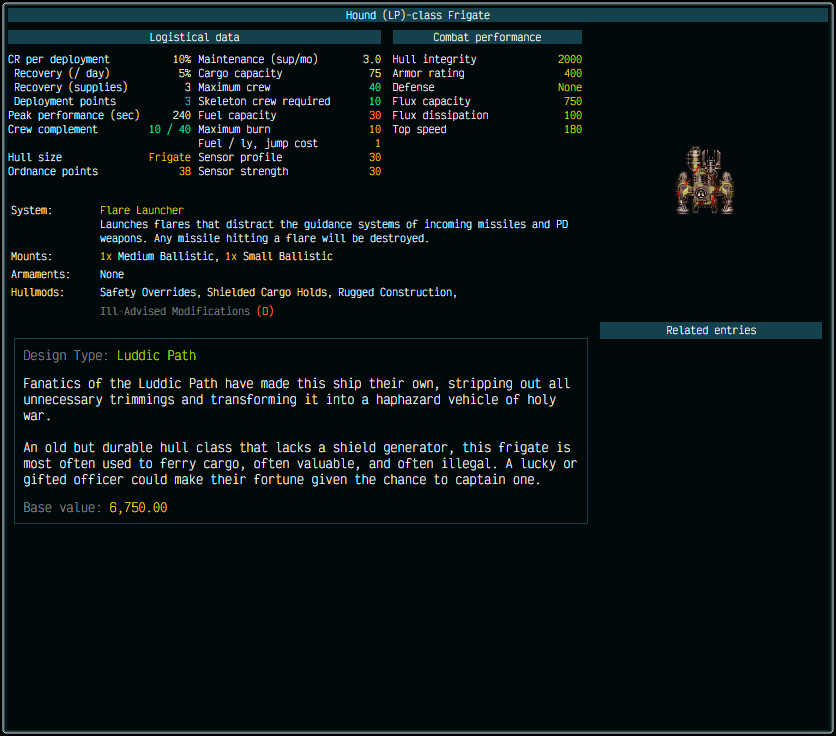 Hound (LP)-class Frigate
Logistical data
Combat performance
CR per deployment 10% Maintenance (sup/mo) 3.0 Hull integrity 2000
Recovery (/ day) 5% Cargo capacity 75 Armor rating 400
Recovery (supplies) 3 Maximum crew 40 Defense None
Deployment points 3 Skeleton crew required 10 Flux capacity 750
Peak performance (sec) 240 Fuel capacity 30 Flux dissipation 100
Crew complement 10 / 40 Maximum burn 10 Top speed 180
Fuel / ly, jump cost 1
Hull size Frigate Sensor profile 30
Ordnance points 38 Sensor strength 30
System: Flare Launcher
Launches flares that distract the guidance systems of incoming missiles and PD
weapons. Any missile hitting a flare will be destroyed.
Mounts: 1x Medium Ballistic, 1x Small Ballistic
Armaments: None
Hullmods: Safety Overrides, Shielded Cargo Holds, Rugged Construction,
Ill-Advised Modifications (D)
Related entries
Design Type: Luddic Path
Fanatics of the Luddic Path have made this ship their own, stripping out all
unnecessary trimmings and transforming it into a haphazard vehicle of holy
war.
An old but durable hull class that lacks a shield generator, this frigate is
most often used to ferry cargo, often valuable, and often illegal. A lucky or
gifted officer could make their fortune given the chance to captain one.
Base value: 6,750.00